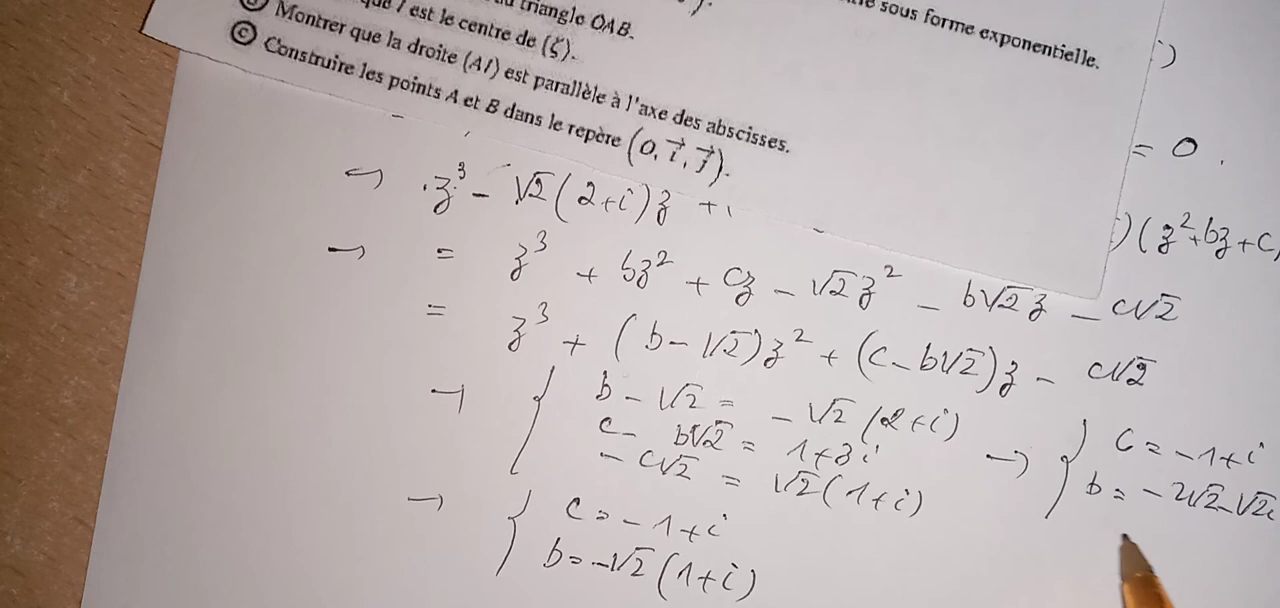 sous forme exponentielle.
triangle OAB.
que I est le centre de (ζ).
Montrer que la droite (AI) est parallèle à l'axe des abscisses.
ⓒ Construire les points A et B dans le repère (O, i⃗, j⃗).
= 0 .
z³ - √2(2+i)z +
)(z²+bz+c
= z³ + bz² + cz - √2z² - b√2z - c√2
= z³ + (b-√2)z² + (c-b√2)z - c√2
→ { b - √2 = - √2(2+i)
c - b√2 = 1+3i
- c√2 = √2(1+i)
→ { c = -1+i
b = -2√2-√2i
→ { c = -1+i
b = -√2(1+i)